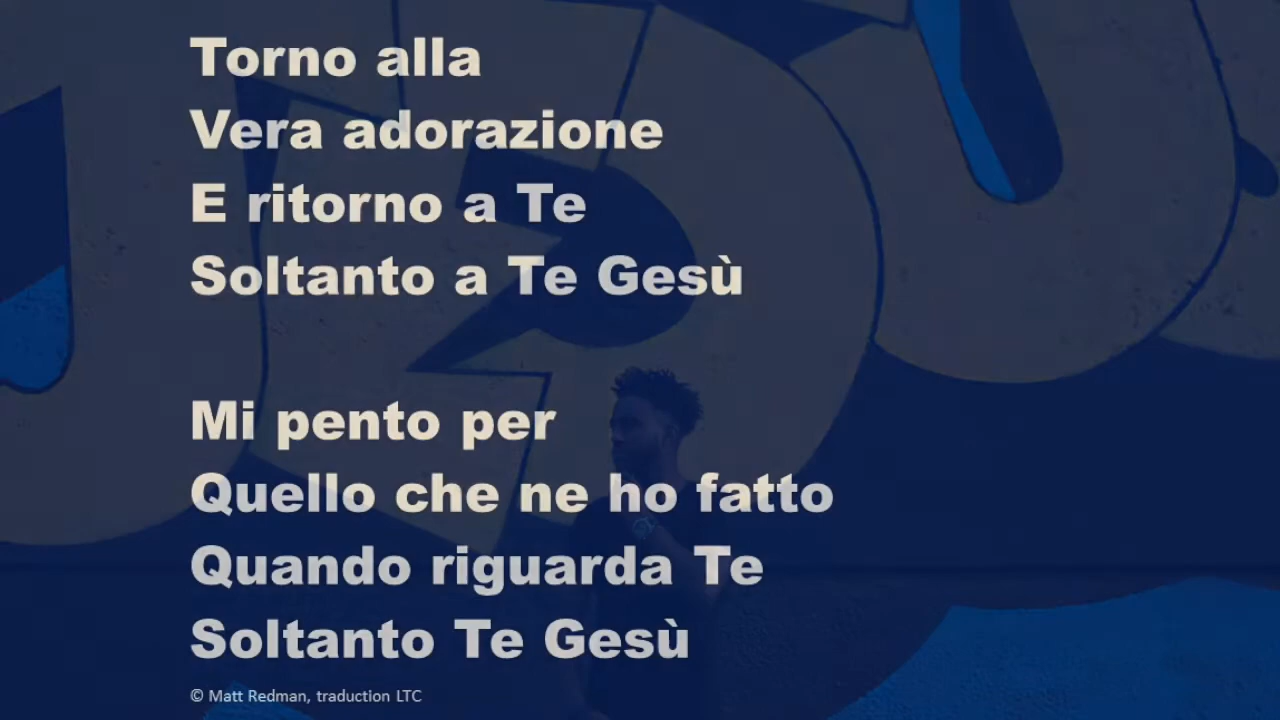 Torno alla
Vera adorazione
E ritorno a Te
Soltanto a Te Gesù
Mi pento per
Quello che ne ho fatto
Quando riguarda Te
Soltanto Te Gesù
© Matt Redman, traduction LTC